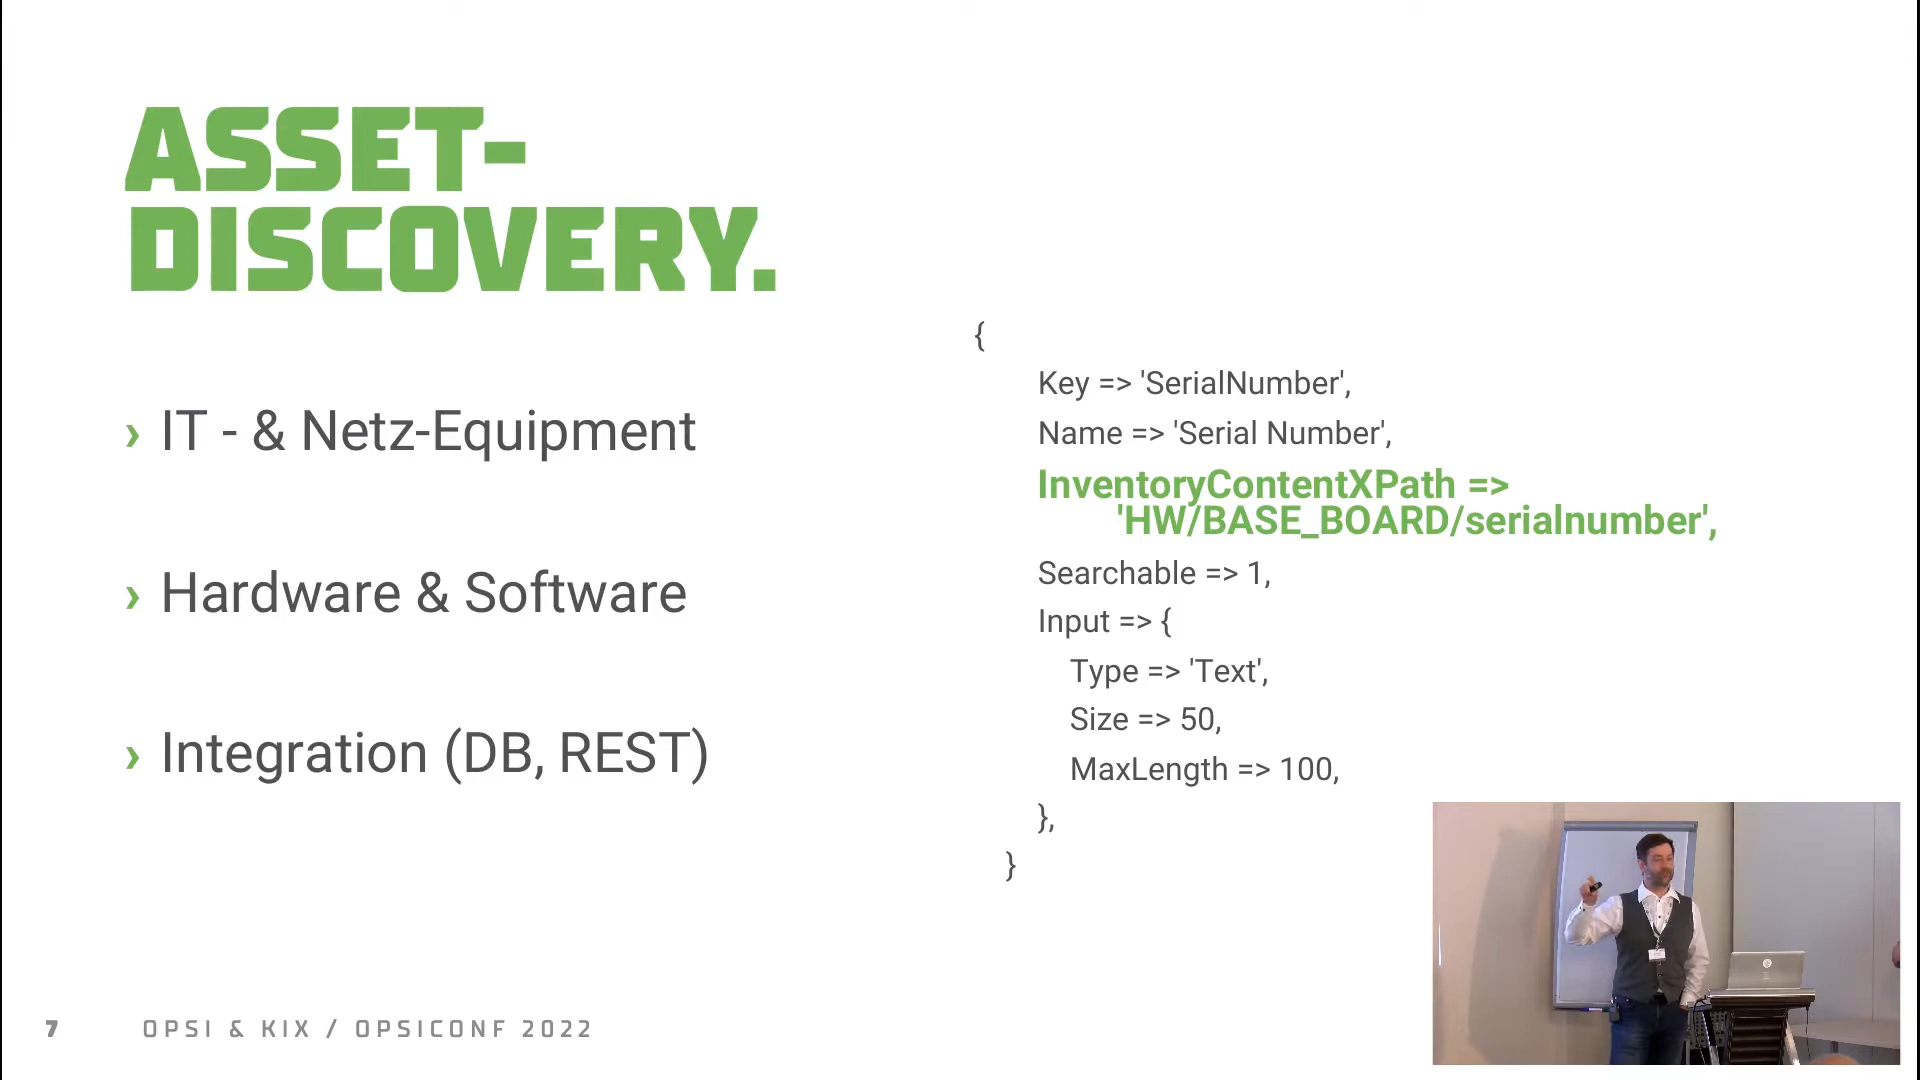 ASSET-
DISCOVERY.
› IT - & Netz-Equipment
› Hardware & Software
› Integration (DB, REST)
{
Key => 'SerialNumber',
Name => 'Serial Number',
InventoryContentXPath =>
'HW/BASE_BOARD/serialnumber',
Searchable => 1,
Input => {
Type => 'Text',
Size => 50,
MaxLength => 100,
},
}
7 OPSI & KIX / OPSICONF 2022